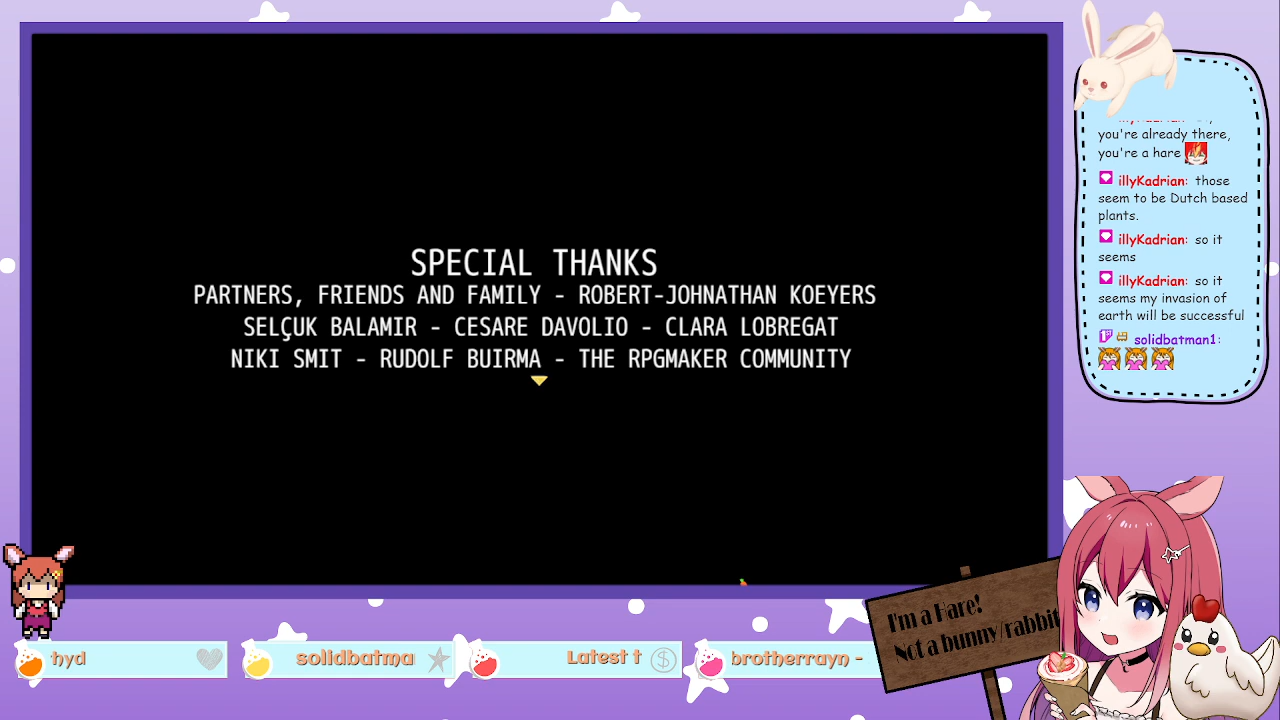 SPECIAL THANKS
PARTNERS, FRIENDS AND FAMILY - ROBERT-JOHNATHAN KOEYERS
SELÇUK BALAMIR - CESARE DAVOLIO - CLARA LOBREGAT
NIKI SMIT - RUDOLF BUIRMA - THE RPGMAKER COMMUNITY
you're already there,
you're a hare
illyKadrian: those
seem to be Dutch based
plants.
illyKadrian: so it
seems
illyKadrian: so it
seems my invasion of
earth will be successful
solidbatman1:
I'm a Hare!
Not a bunny/rabbit
hyd
solidbatma
Latest t
brotherrayn -